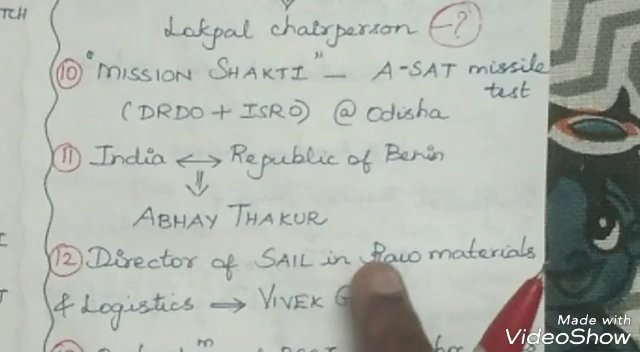 TCH
Lokpal chairperson —?
⑩ "MISSION SHAKTI" — A-SAT missile
test
(DRDO + ISRO) @ Odisha
⑪ India ↔ Republic of Benin
⇓
ABHAY THAKUR
⑫ Director of SAIL in Raw materials
& Logistics ⇒ VIVEK G
Made with
VideoShow